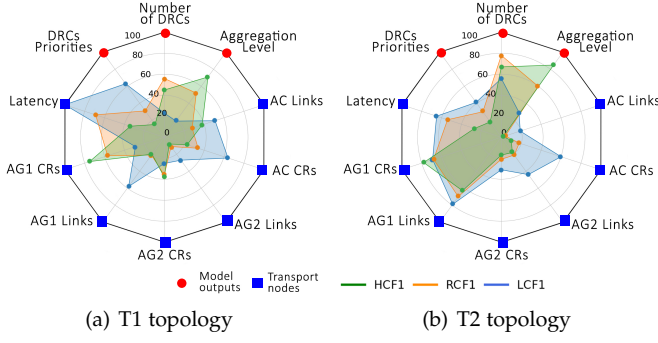 Number
of DRCs
DRCs
Priorities
Aggregation
Level
Latency
AC Links
AG1 CRs
AC CRs
AG1 Links
AG2 Links
AG2 CRs
100
80
60
40
20
0
Number
of DRCs
DRCs
Priorities
Aggregation
Level
Latency
AC Links
AG1 CRs
AC CRs
AG1 Links
AG2 Links
AG2 CRs
100
80
60
40
20
0
Model
outputs
Transport
nodes
HCF1
RCF1
LCF1
(a) T1 topology
(b) T2 topology